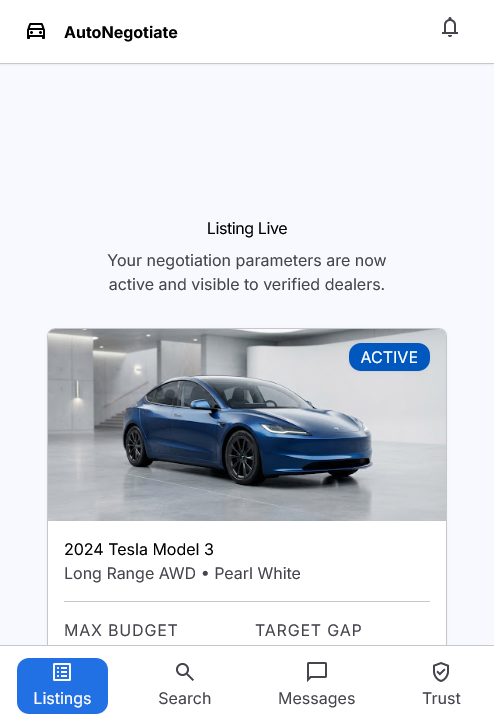 AutoNegotiate
Listing Live
Your negotiation parameters are now
active and visible to verified dealers.
ACTIVE
2024 Tesla Model 3
Long Range AWD • Pearl White
MAX BUDGET
TARGET GAP
Listings
Search
Messages
Trust